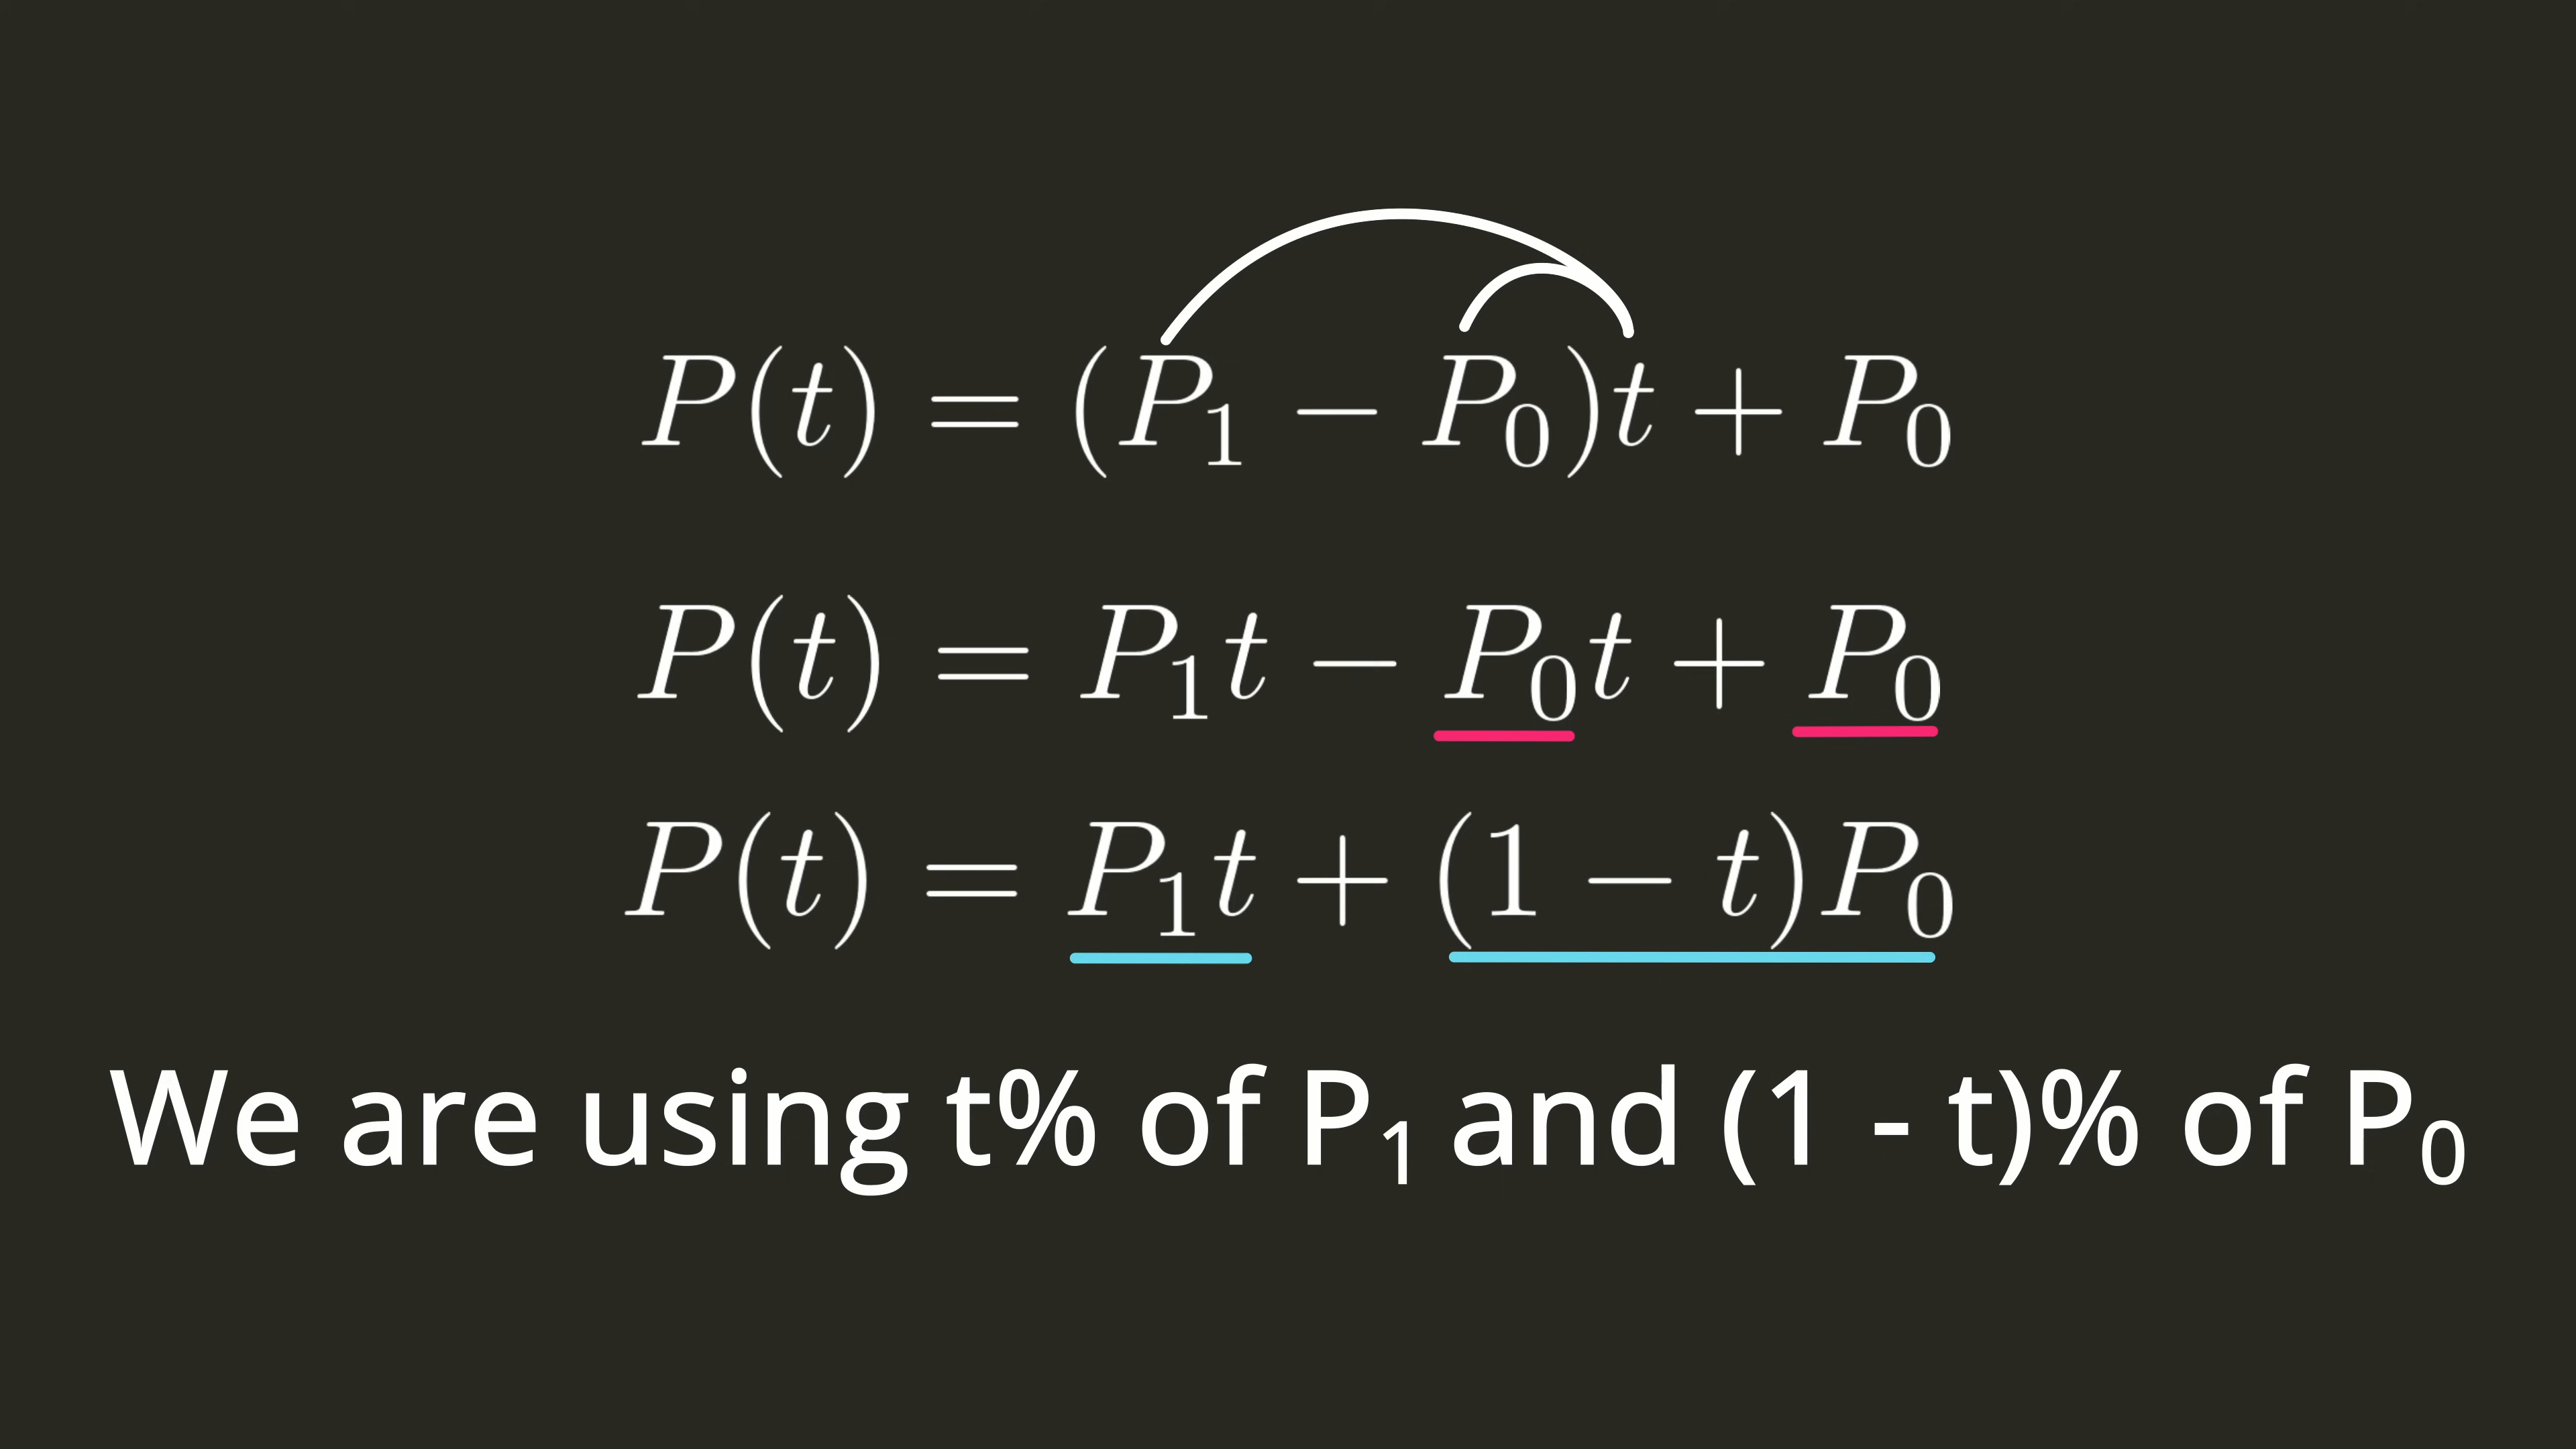 P(t) = (P₁ − P₀)t + P₀
P(t) = P₁t − P₀t + P₀
P(t) = P₁t + (1 − t)P₀
We are using t% of P₁ and (1 - t)% of P₀